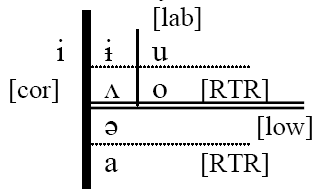 [lab]
i ɨ u
[cor] ʌ o [RTR]
ə [low]
a [RTR]